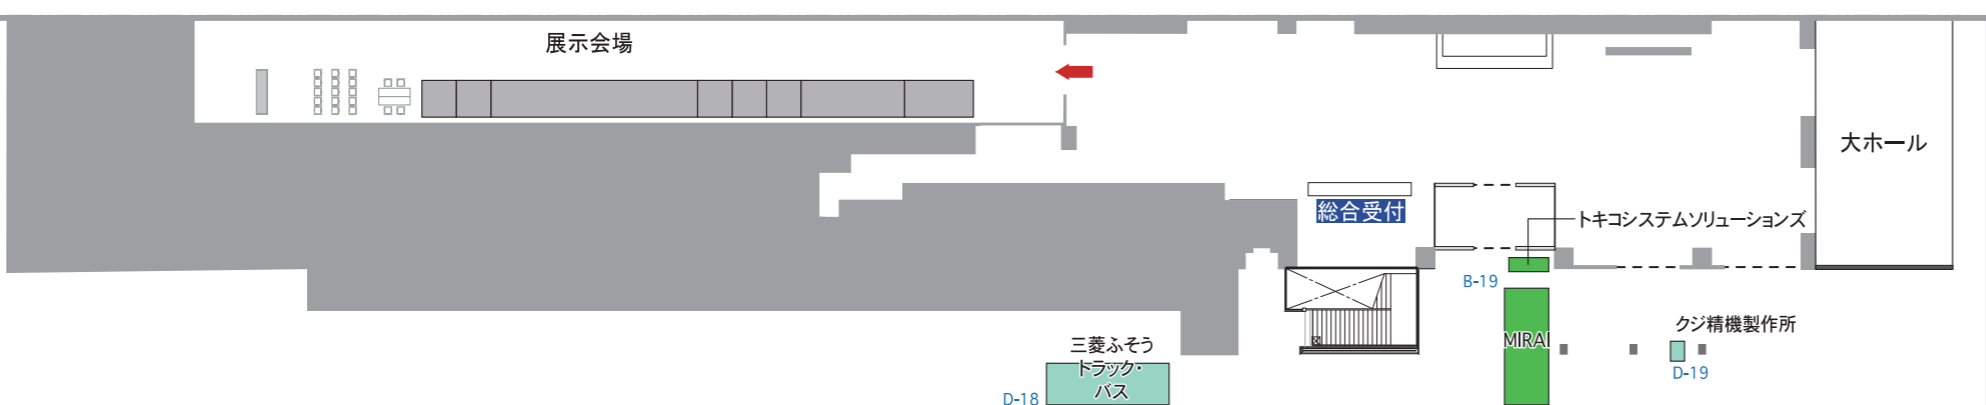 展示会場
大ホール
総合受付
トキコシステムソリューションズ
B-19
MIRAI
クジ精機製作所
D-19
三菱ふそう
トラック・
バス
D-18